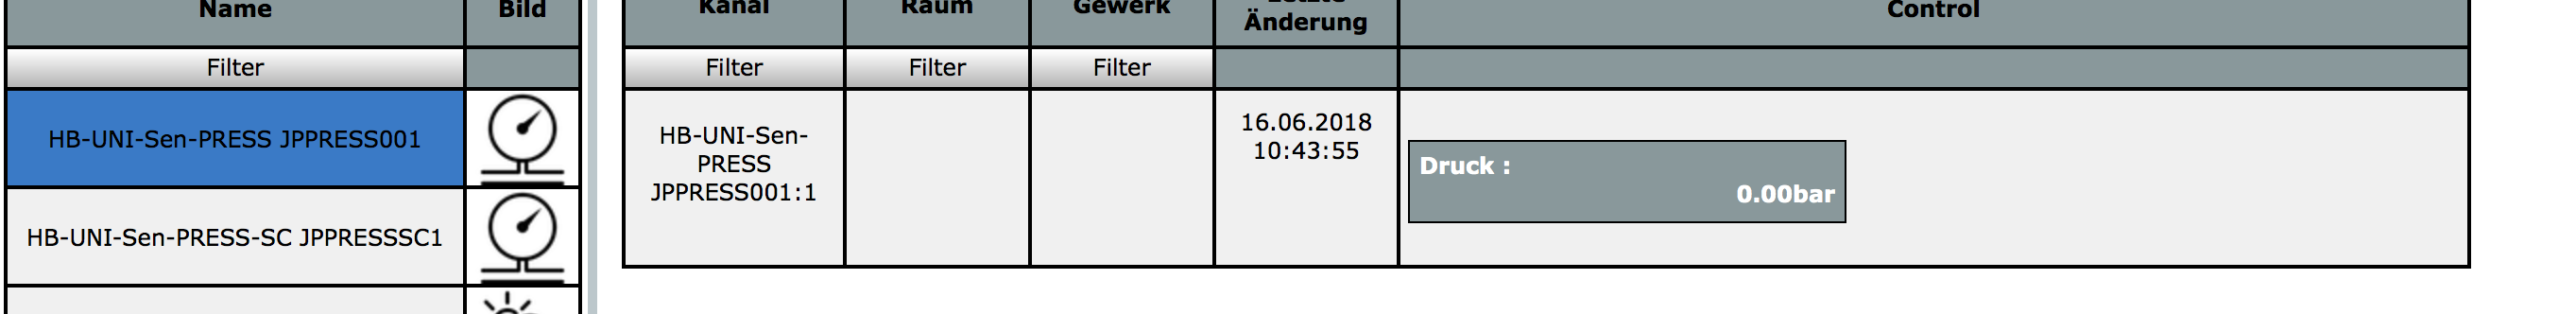 Name
Bild
Kanal
Raum
Gewerk
Letzte
Änderung
Control
Filter
Filter
Filter
Filter
HB-UNI-Sen-PRESS JPPRESS001
HB-UNI-Sen-
PRESS
JPPRESS001:1
16.06.2018
10:43:55
Druck :
0.00bar
HB-UNI-Sen-PRESS-SC JPPRESSSC1